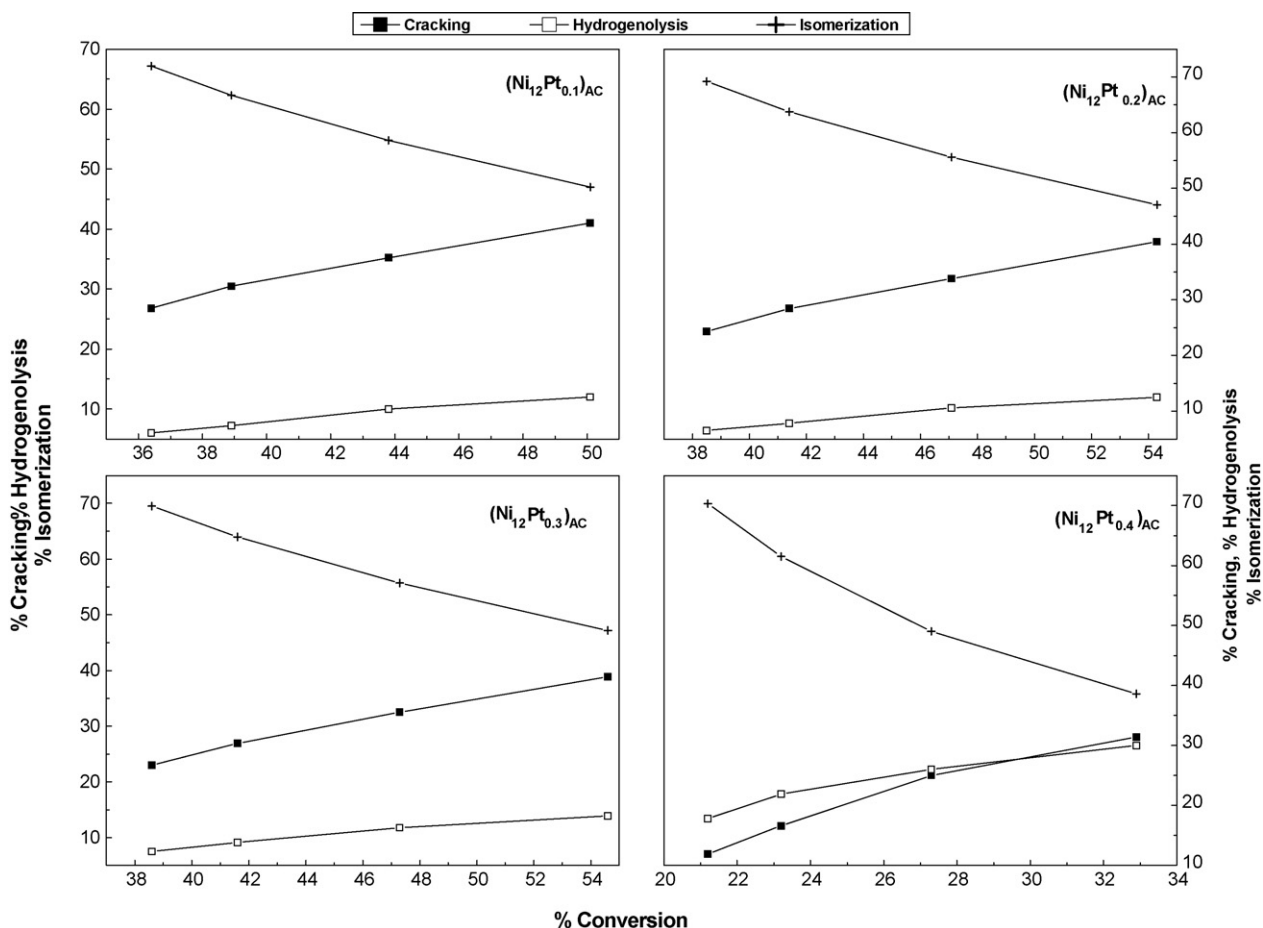 Cracking Hydrogenolysis Isomerization
(Ni12Pt0.1)AC
70
60
50
40
30
20
10
36 38 40 42 44 46 48 50
(Ni12Pt0.2)AC
70
60
50
40
30
20
10
38 40 42 44 46 48 50 52 54
% Cracking,% Hydrogenolysis
% Isomerization
(Ni12Pt0.3)AC
70
60
50
40
30
20
10
38 40 42 44 46 48 50 52 54
(Ni12Pt0.4)AC
70
60
50
40
30
20
10
20 22 24 26 28 30 32 34
% Cracking, % Hydrogenolysis
% Isomerization
% Conversion